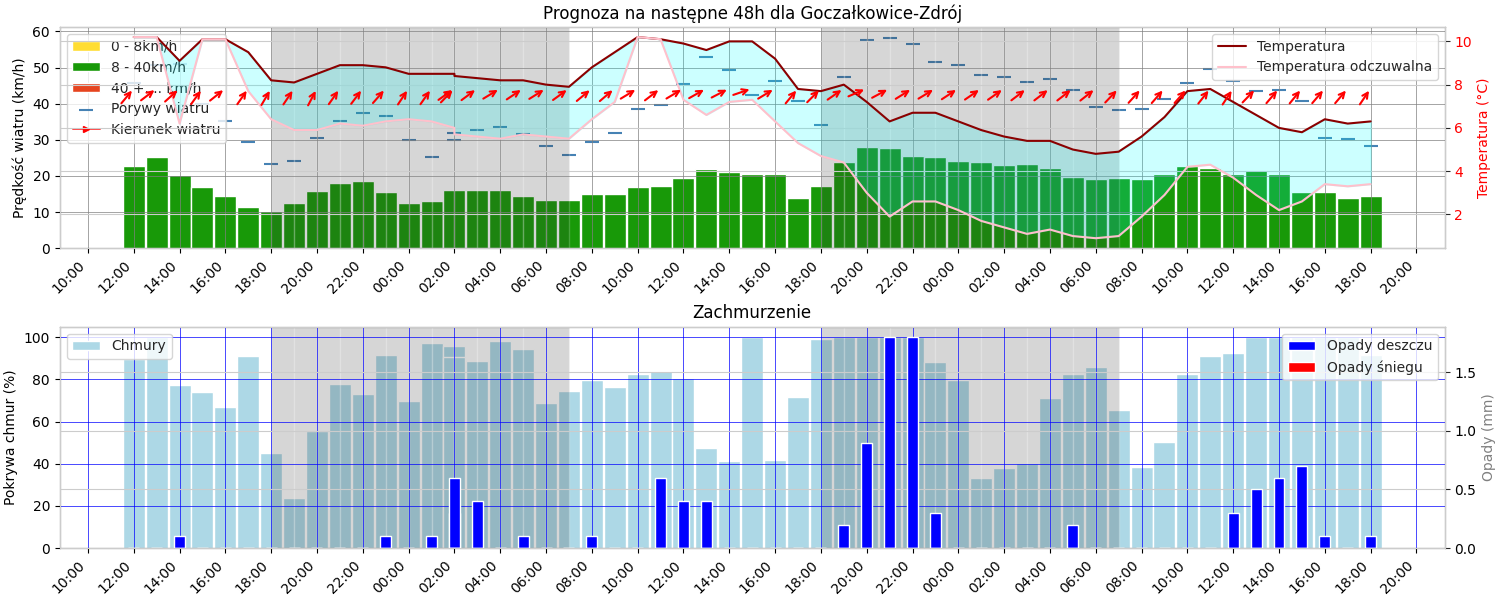 Prognoza na następne 48h dla Goczałkowice-Zdrój
Prędkość wiatru (km/h)
60
50
40
30
20
10
0
0 - 8km/h
8 - 40km/h
40 + ... km/h
Porywy wiatru
Kierunek wiatru
Temperatura
Temperatura odczuwalna
10
8
6
4
2
Temperatura (°C)
10:00 12:00 14:00 16:00 18:00 20:00 22:00 00:00 02:00 04:00 06:00 08:00 10:00 12:00 14:00 16:00 18:00 20:00 22:00 00:00 02:00 04:00 06:00 08:00 10:00 12:00 14:00 16:00 18:00 20:00
Zachmurzenie
Pokrywa chmur (%)
100
80
60
40
20
0
Chmury
Opady deszczu
Opady śniegu
1.5
1.0
0.5
0.0
Opady (mm)
10:00 12:00 14:00 16:00 18:00 20:00 22:00 00:00 02:00 04:00 06:00 08:00 10:00 12:00 14:00 16:00 18:00 20:00 22:00 00:00 02:00 04:00 06:00 08:00 10:00 12:00 14:00 16:00 18:00 20:00